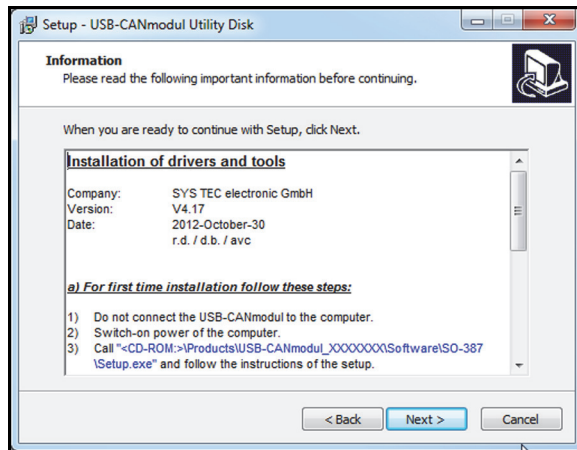 Setup - USB-CANmodul Utility Disk
Information
Please read the following important information before continuing.
When you are ready to continue with Setup, click Next.
Installation of drivers and tools
Company: SYS TEC electronic GmbH
Version: V4.17
Date: 2012-October-30
r.d. / d.b. / avc
a) For first time installation follow these steps:
1) Do not connect the USB-CANmodul to the computer.
2) Switch-on power of the computer.
3) Call "<CD-ROM:>\Products\USB-CANmodul_XXXXXXX\Software\SO-387
\Setup.exe" and follow the instructions of the setup.
< Back Next > Cancel